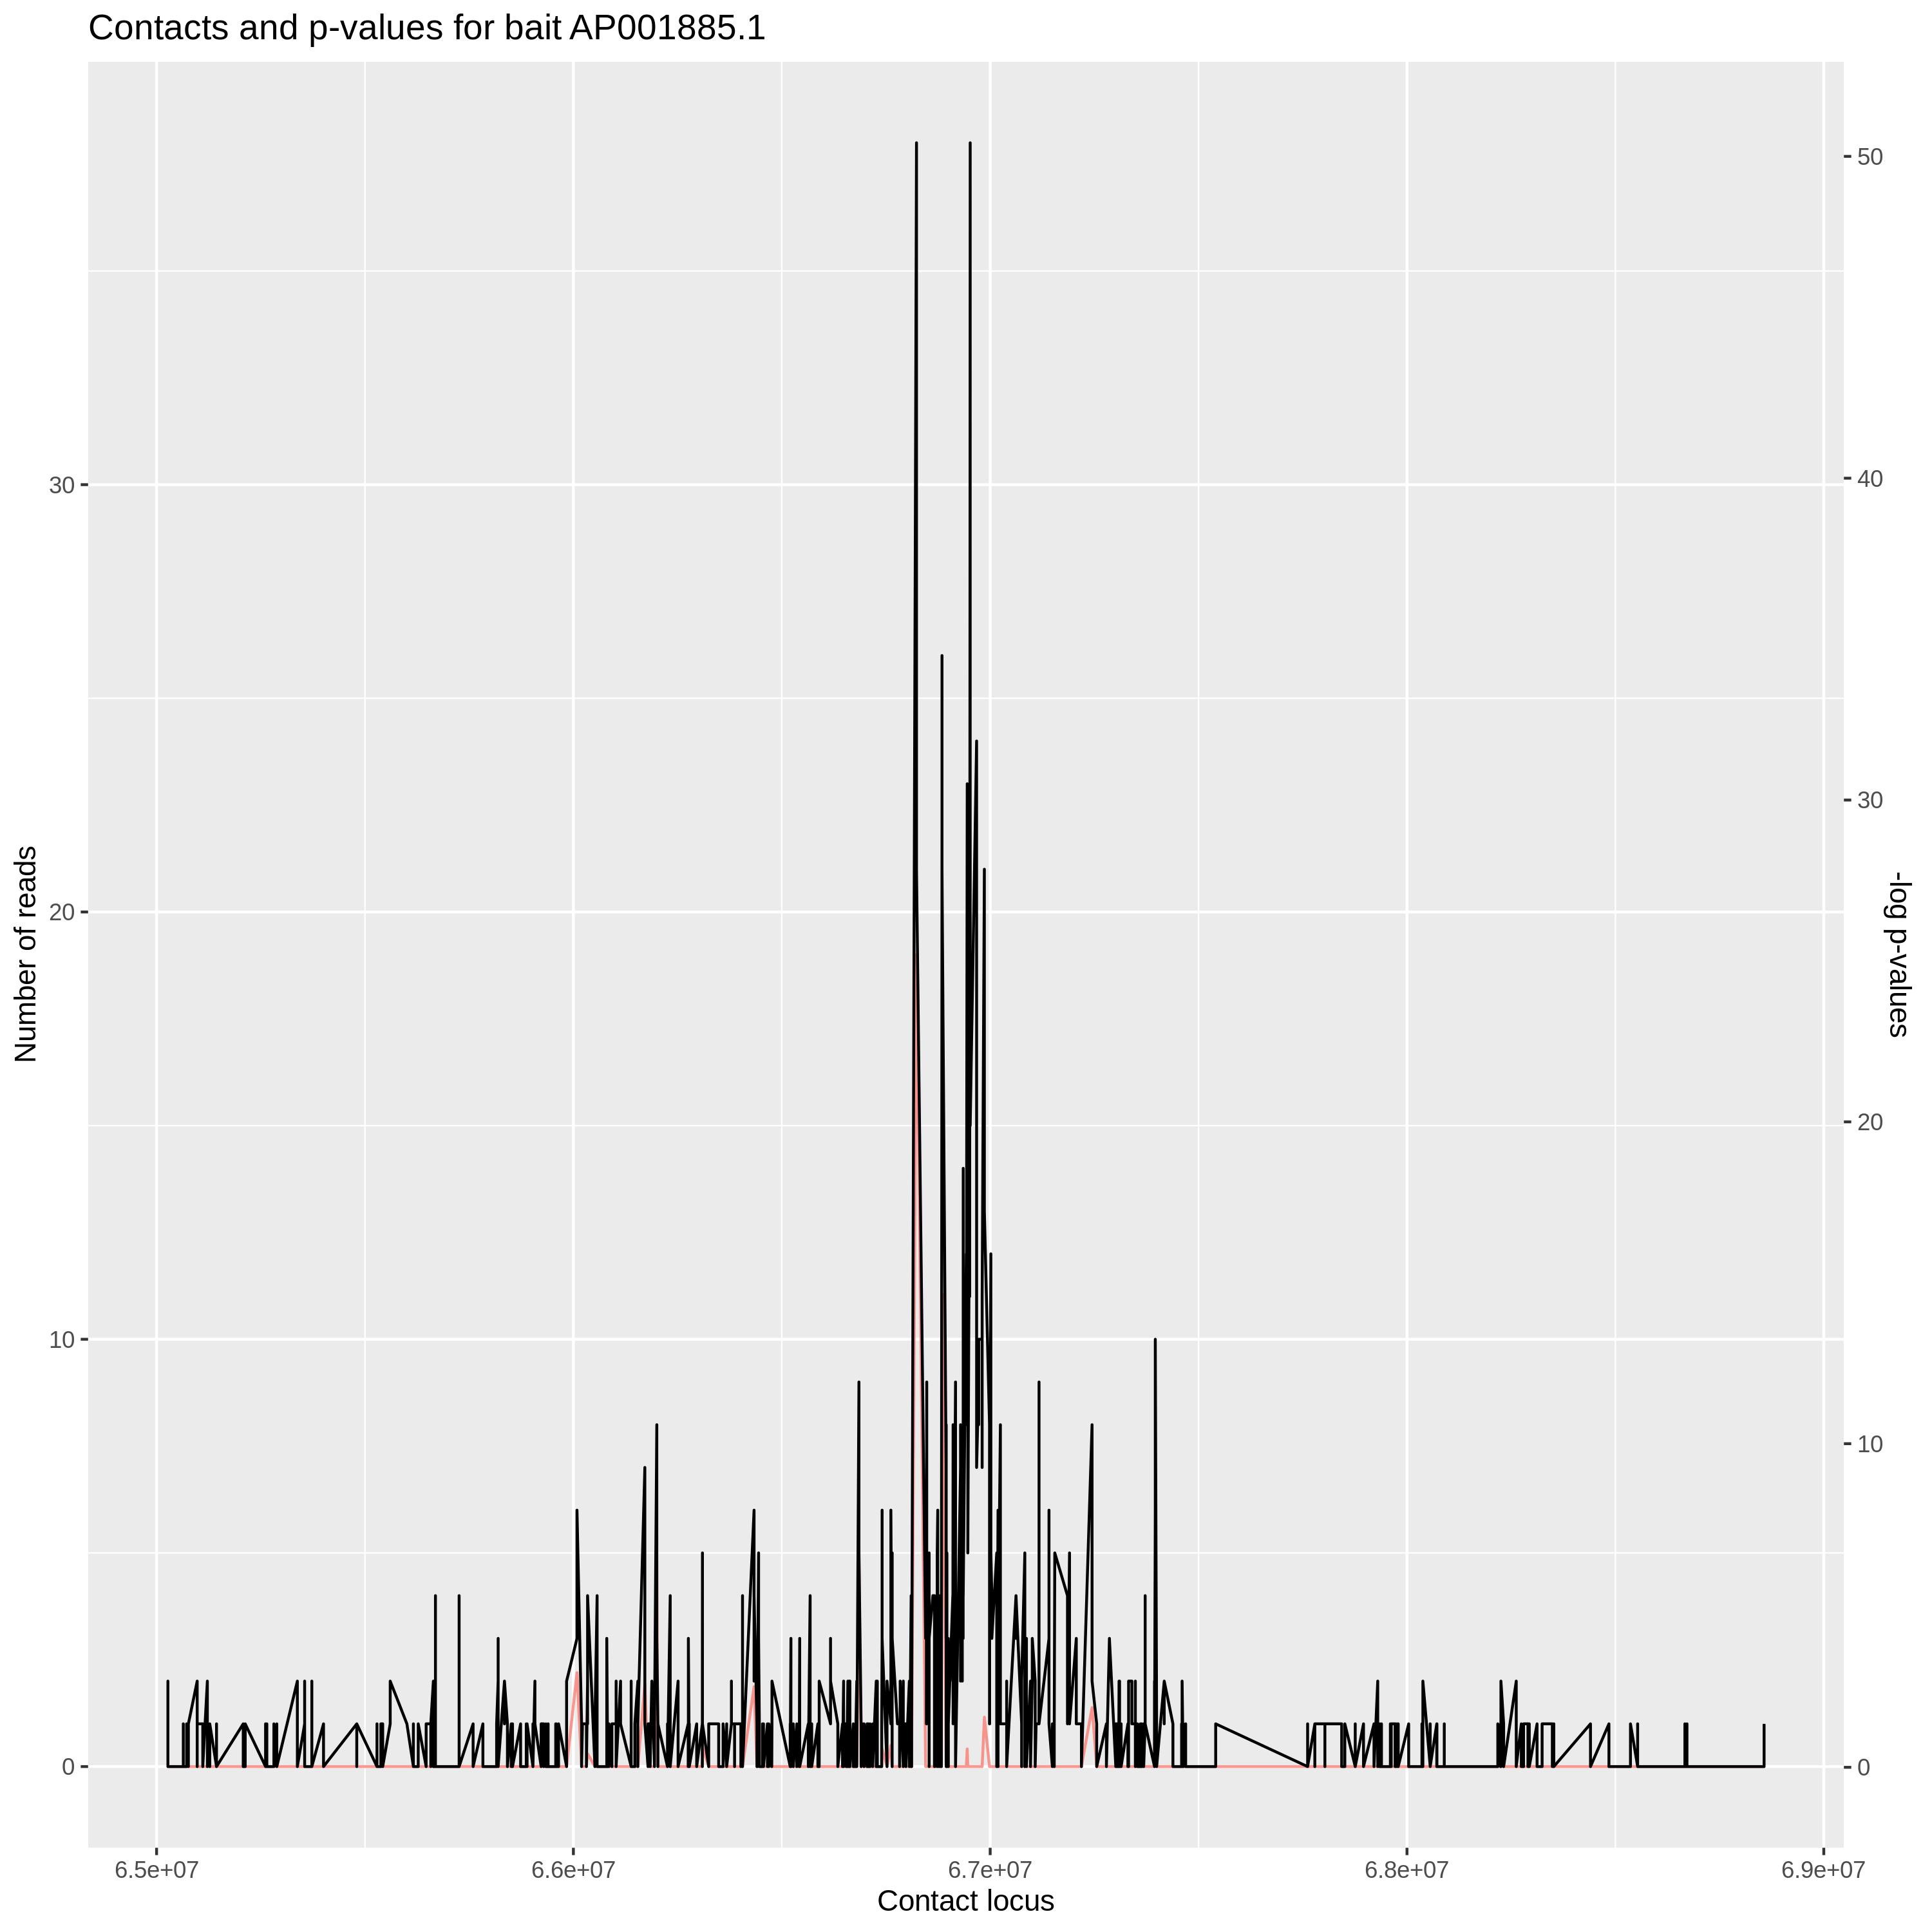 Contacts and p-values for bait AP001885.1
Number of reads
30
20
10
0
50
40
30
20
10
0
-log p-values
6.5e+07
6.6e+07
6.7e+07
6.8e+07
6.9e+07
Contact locus